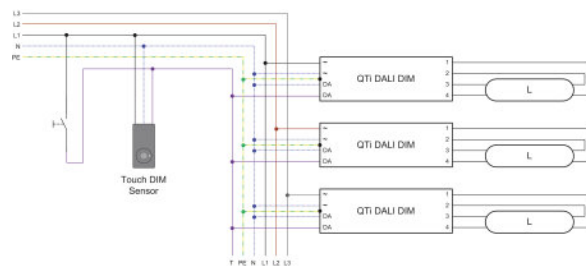 L3
L2
L1
N
PE
~
~
DA
DA
QTi DALI DIM
1
2
3
4
L
~
~
DA
DA
QTi DALI DIM
1
2
3
4
L
Touch DIM
Sensor
~
~
DA
DA
QTi DALI DIM
1
2
3
4
L
T PE N L1 L2 L3